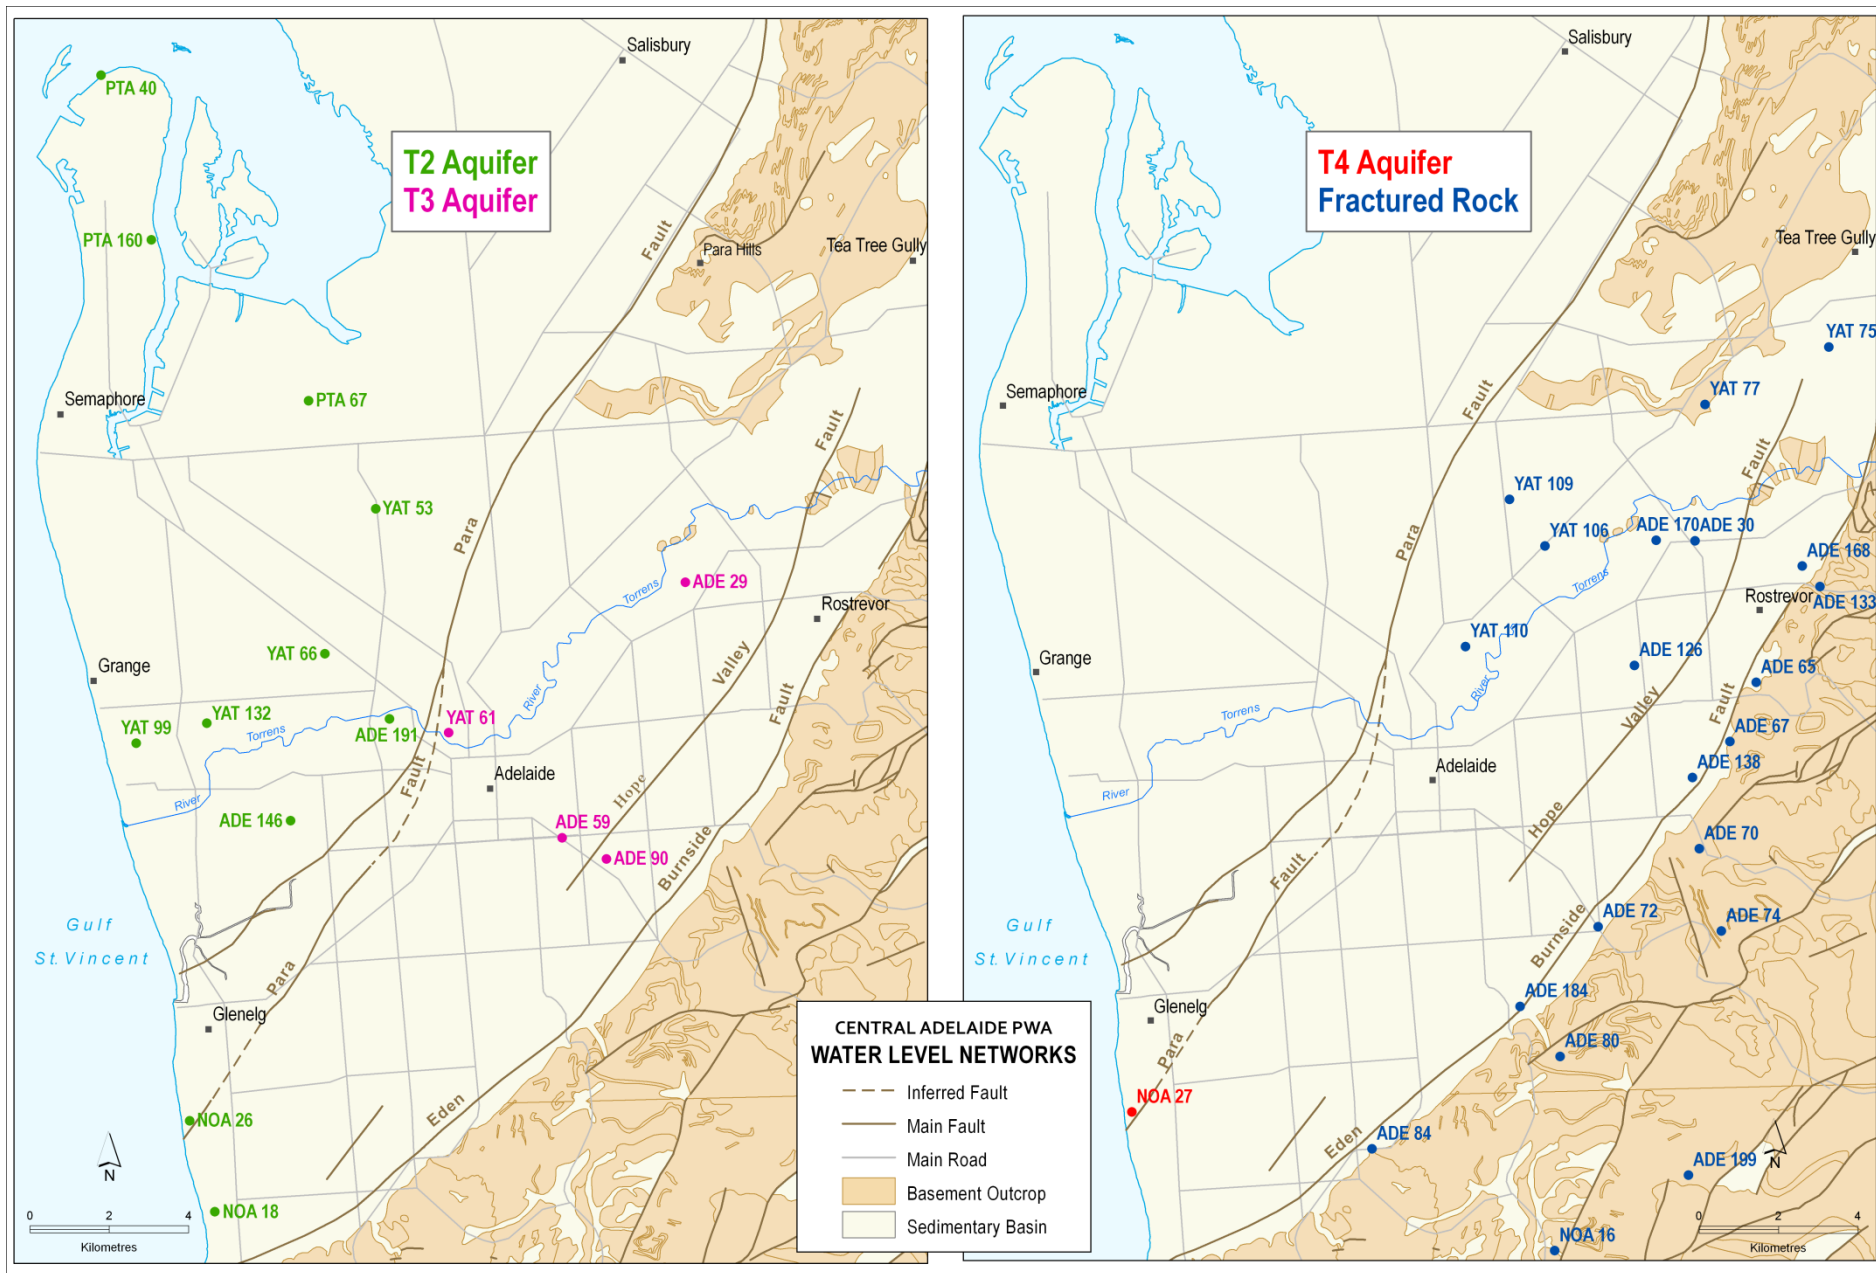 Salisbury
PTA 40
T2 Aquifer
T3 Aquifer
PTA 160
Fault
Para Hills
Tea Tree Gully
Semaphore
PTA 67
Fault
YAT 53
Para
Torrens
ADE 29
Rostrevor
YAT 66
Grange
Valley
River
Fault
YAT 132
YAT 99
Torrens
ADE 191
YAT 61
Fault
Adelaide
Hope
River
ADE 146
ADE 59
ADE 90
Burnside
Gulf
St. Vincent
Para
Glenelg
NOA 26
Eden
N
NOA 18
0 2 4
Kilometres
CENTRAL ADELAIDE PWA
WATER LEVEL NETWORKS
Inferred Fault
Main Fault
Main Road
Basement Outcrop
Sedimentary Basin
Salisbury
T4 Aquifer
Fractured Rock
Tea Tree Gully
YAT 75
Semaphore
Fault
YAT 77
Fault
YAT 109
Para
YAT 106
ADE 170
ADE 30
ADE 168
Torrens
Rostrevor
ADE 133
YAT 110
Grange
ADE 126
ADE 65
River
Valley
Fault
Torrens
ADE 67
Adelaide
ADE 138
River
Hope
ADE 70
Fault
ADE 72
ADE 74
Burnside
Gulf
St. Vincent
ADE 184
Glenelg
Para
ADE 80
NOA 27
Eden
ADE 84
ADE 199
N
NOA 16
0 2 4
Kilometres